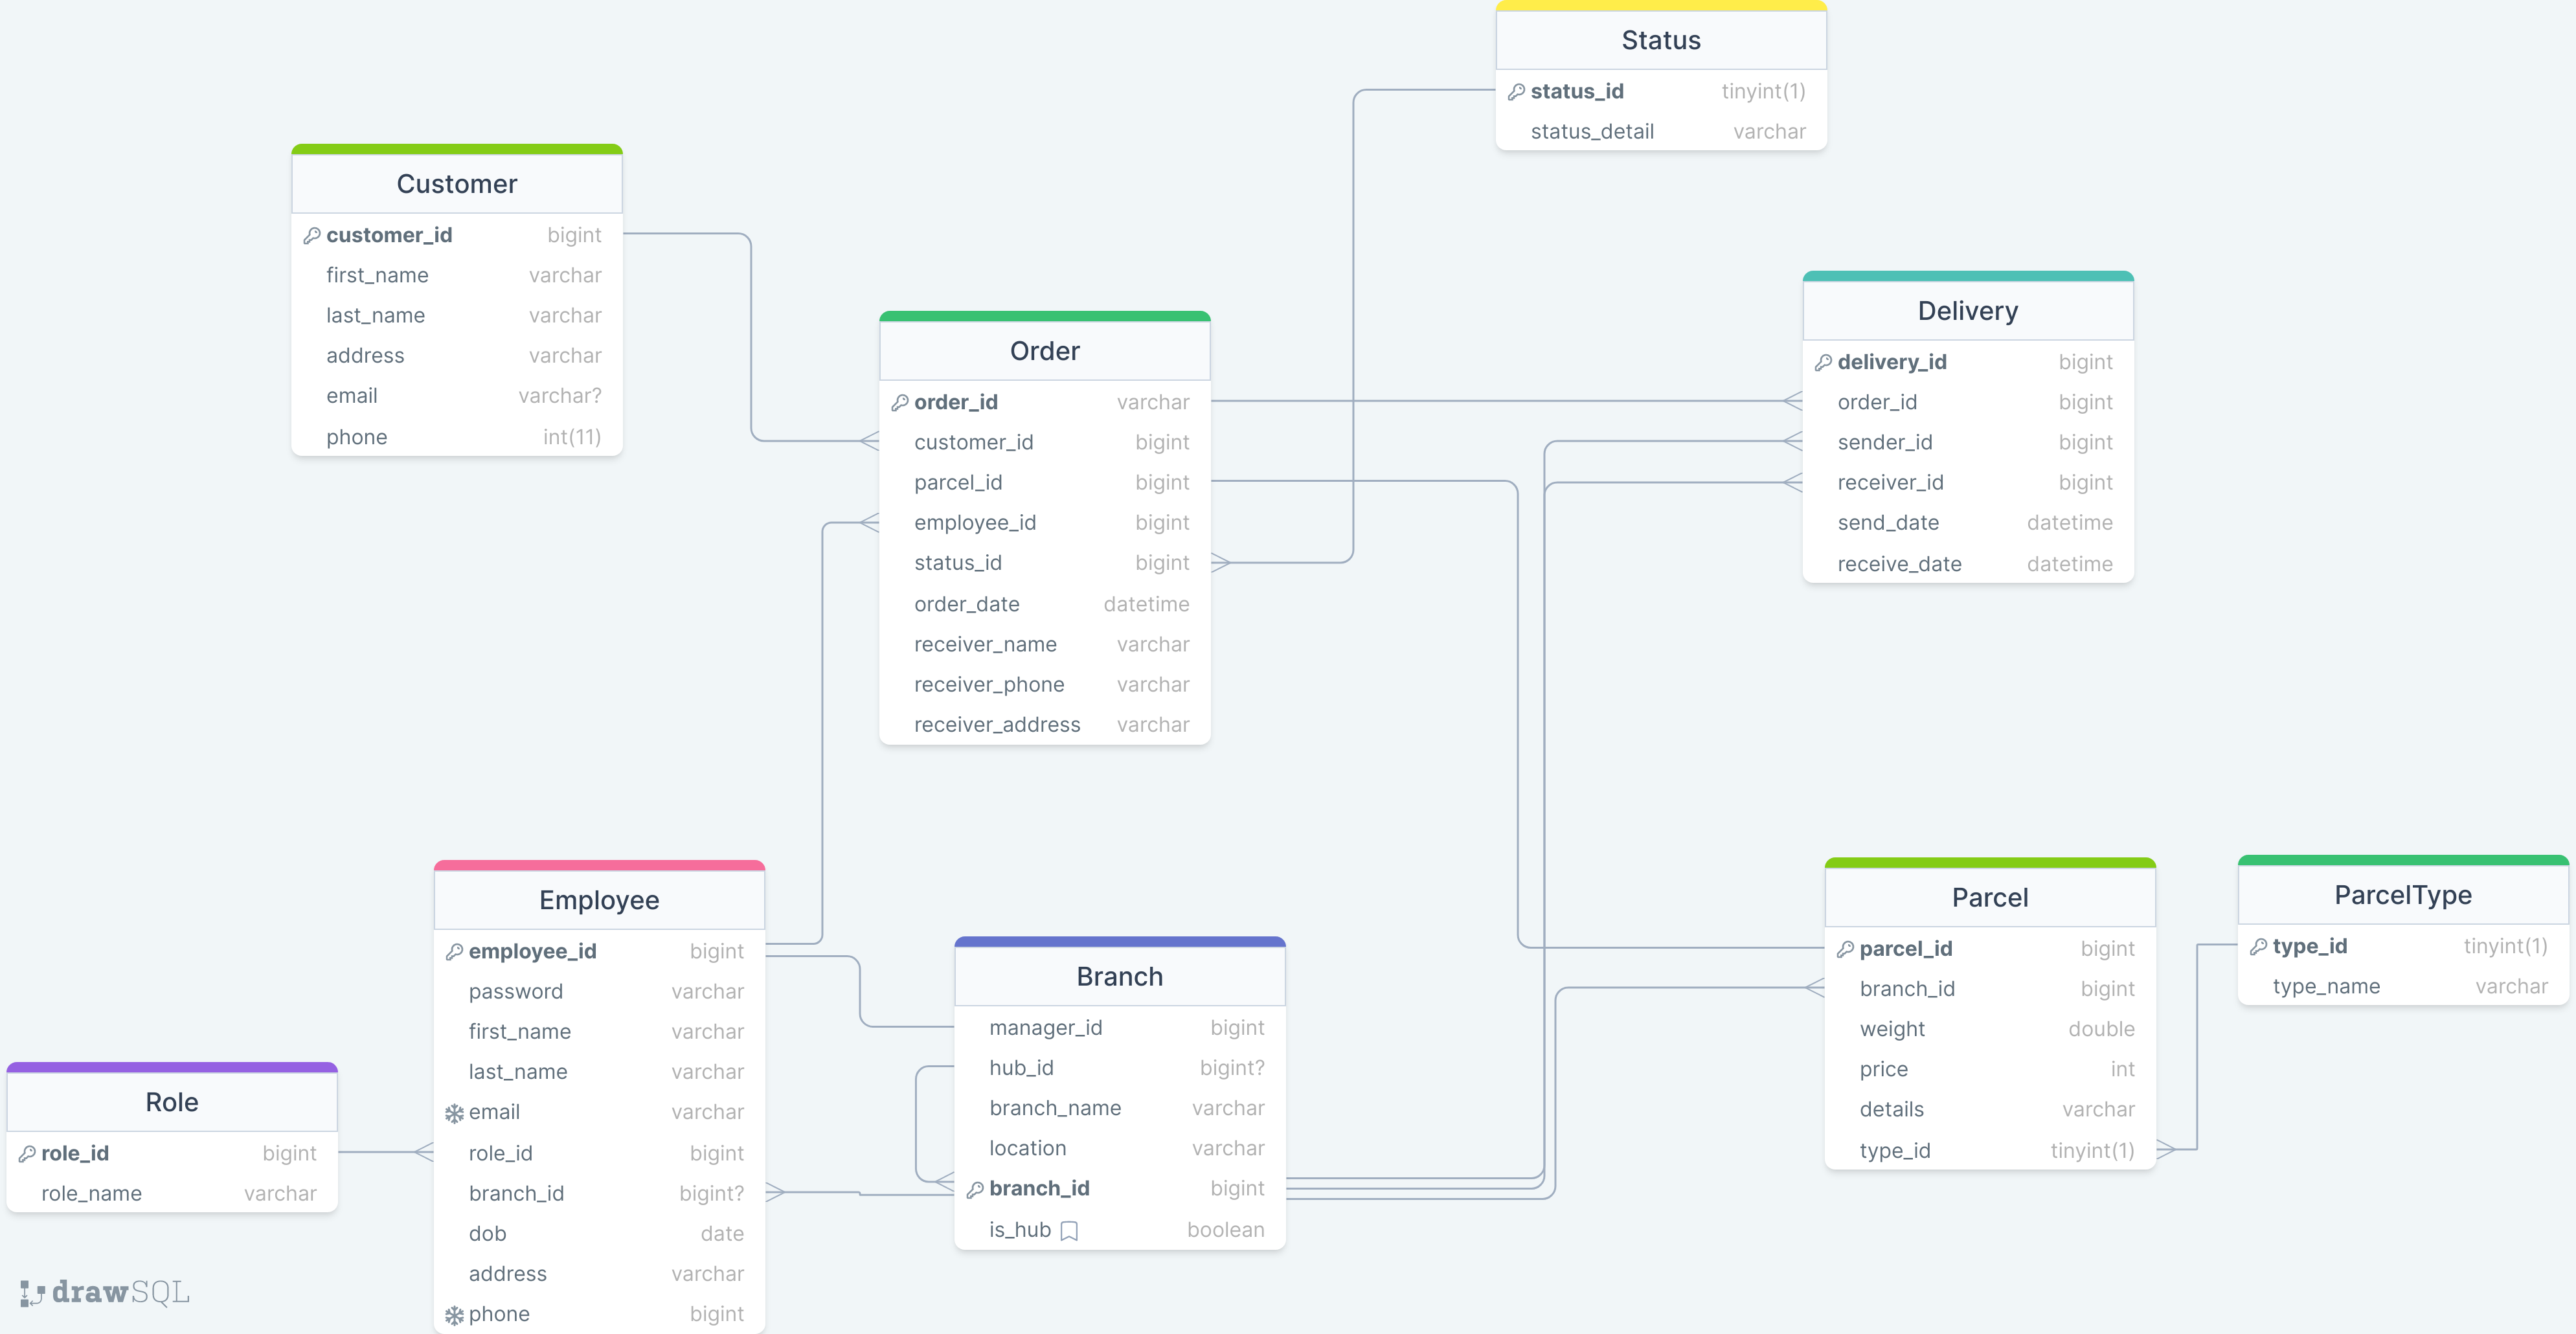 Status
status_id tinyint(1)
status_detail varchar
Customer
customer_id bigint
first_name varchar
last_name varchar
address varchar
email varchar?
phone int(11)
Order
order_id varchar
customer_id bigint
parcel_id bigint
employee_id bigint
status_id bigint
order_date datetime
receiver_name varchar
receiver_phone varchar
receiver_address varchar
Delivery
delivery_id bigint
order_id bigint
sender_id bigint
receiver_id bigint
send_date datetime
receive_date datetime
Employee
employee_id bigint
password varchar
first_name varchar
last_name varchar
email varchar
role_id bigint
branch_id bigint?
dob date
address varchar
phone bigint
Branch
manager_id bigint
hub_id bigint?
branch_name varchar
location varchar
branch_id bigint
is_hub boolean
Parcel
parcel_id bigint
branch_id bigint
weight double
price int
details varchar
type_id tinyint(1)
ParcelType
type_id tinyint(1)
type_name varchar
Role
role_id bigint
role_name varchar
drawSQL